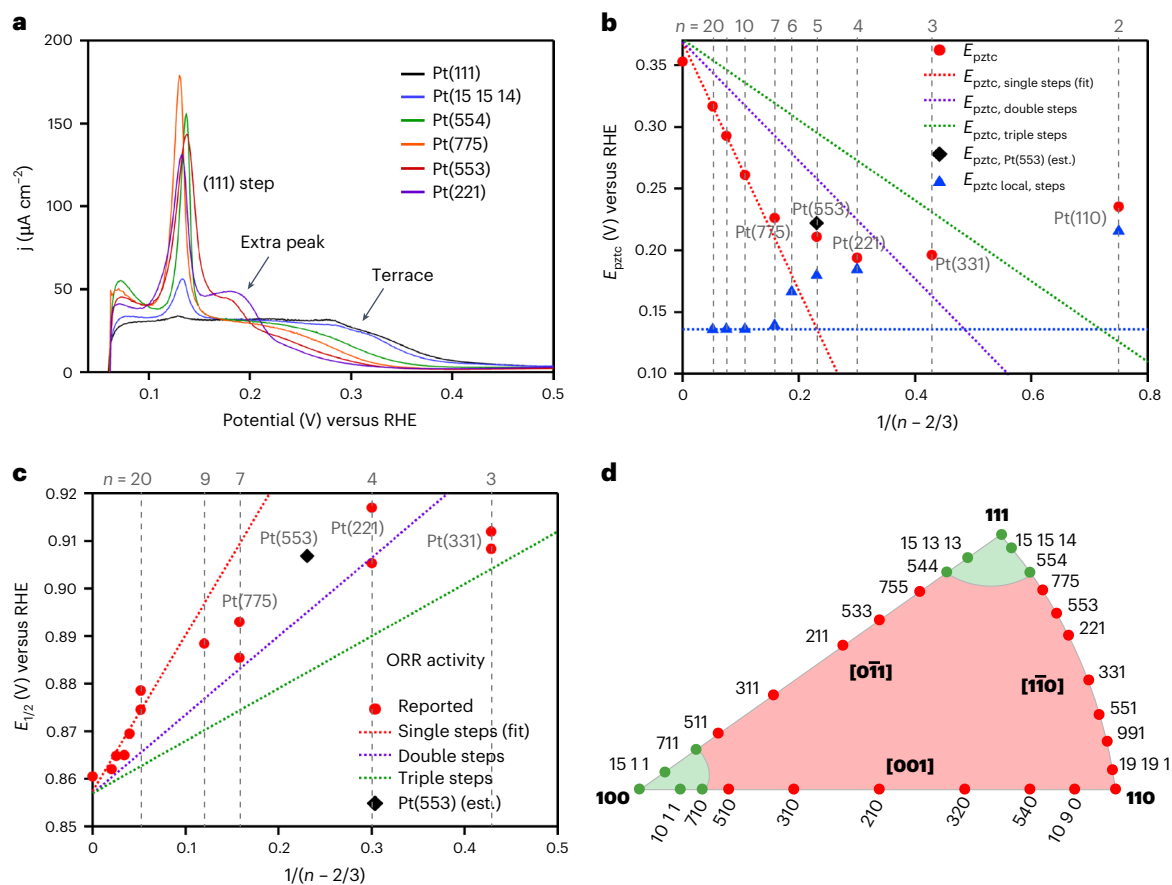 a
200
150
100
50
0
j (µA cm⁻²)
0.1
0.2
0.3
0.4
0.5
Potential (V) versus RHE
Pt(111)
Pt(15 15 14)
Pt(554)
Pt(775)
Pt(553)
Pt(221)
(111) step
Extra peak
Terrace
b
n = 20
10
7
6
5
4
3
2
0.35
0.30
0.25
0.20
0.15
0.10
E_pztc (V) versus RHE
E_pztc
E_pztc, single steps (fit)
E_pztc, double steps
E_pztc, triple steps
E_pztc, Pt(553) (est.)
E_pztc local, steps
Pt(775)
Pt(553)
Pt(221)
Pt(331)
Pt(110)
0
0.2
0.4
0.6
0.8
1/(n − 2/3)
c
n = 20
9
7
4
3
0.92
0.91
0.90
0.89
0.88
0.87
0.86
0.85
E_1/2 (V) versus RHE
Pt(553)
Pt(221)
Pt(331)
Pt(775)
ORR activity
Reported
Single steps (fit)
Double steps
Triple steps
Pt(553) (est.)
0
0.1
0.2
0.3
0.4
0.5
1/(n − 2/3)
d
111
15 13 13
15 15 14
544
554
755
775
533
553
211
221
[01̅1]
[11̅0]
311
331
511
551
711
991
15 1 1
[001]
19 19 1
100
110
10 1 1
710
510
310
210
320
540
10 9 0